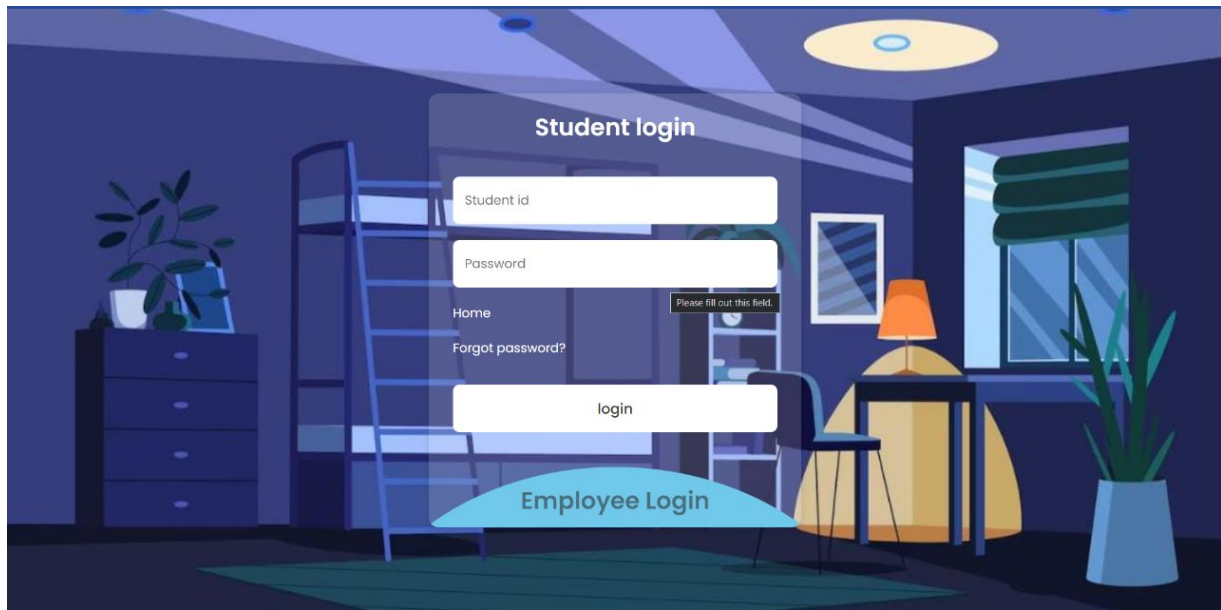 Student login
Student id
Password
Please fill out this field.
Home
Forgot password?
login
Employee Login